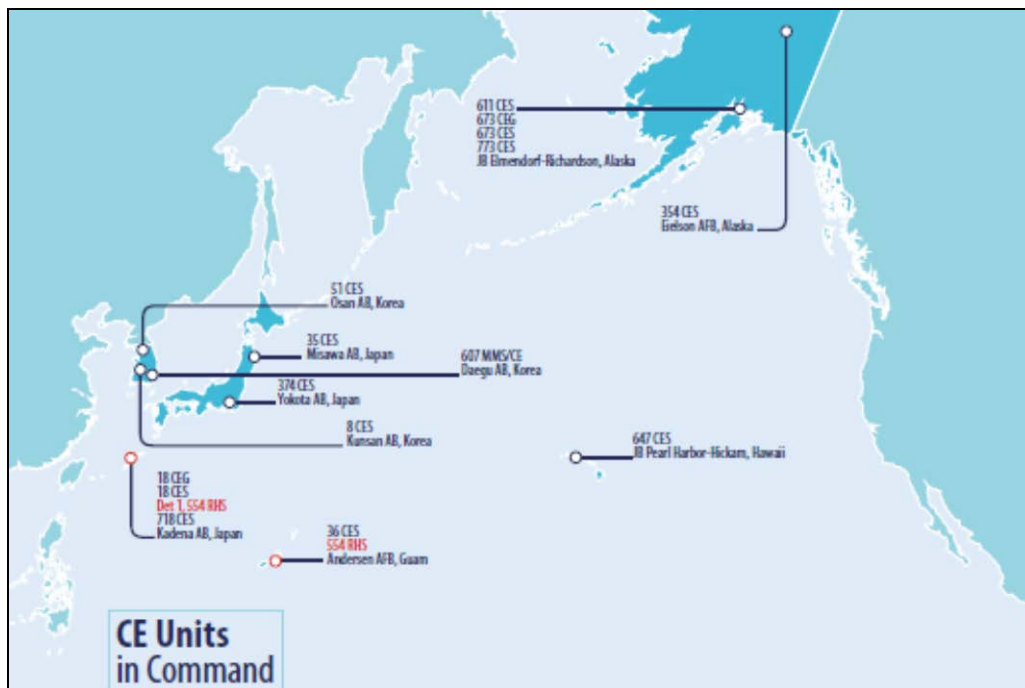 611 CES
673 CEG
673 CES
773 CES
JB Elmendorf-Richardson, Alaska
354 CES
Eielson AFB, Alaska
51 CES
Osan AB, Korea
35 CES
Misawa AB, Japan
607 MMS/CE
Daegu AB, Korea
374 CES
Yokota AB, Japan
8 CES
Kunsan AB, Korea
647 CES
JB Pearl Harbor-Hickam, Hawaii
18 CEG
18 CES
Det 1, 554 RHS
718 CES
Kadena AB, Japan
36 CES
554 RHS
Andersen AFB, Guam
CE Units
in Command